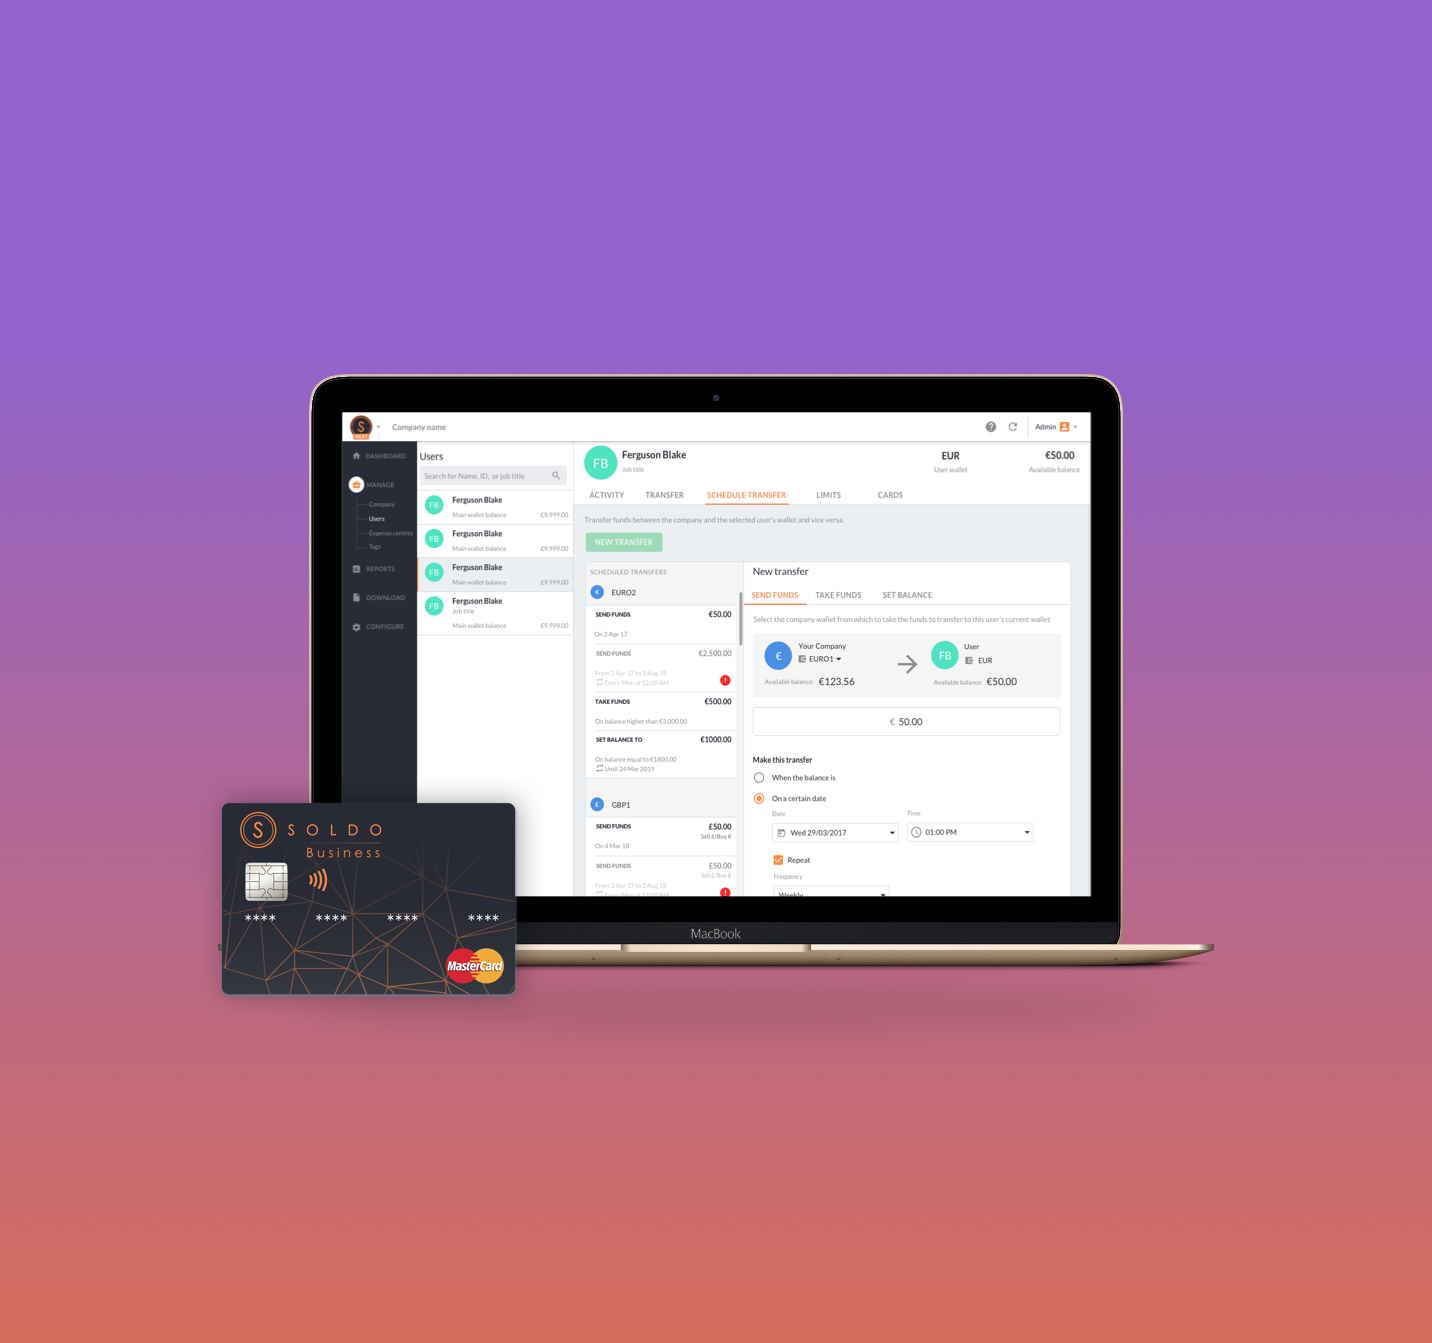 S
NEXT
Company name
Admin
DASHBOARD
MANAGE
Company
Users
Expense centres
Tags
REPORTS
DOWNLOAD
CONFIGURE
Users
Search for Name, ID, or job title
FB
Ferguson Blake
Main wallet balance £9,999.00
FB
Ferguson Blake
Main wallet balance £9,999.00
FB
Ferguson Blake
Main wallet balance £9,999.00
FB
Ferguson Blake
Job title
Main wallet balance £9,999.00
FB
Ferguson Blake
Job title
EUR
User wallet
€50.00
Available balance
ACTIVITY TRANSFER SCHEDULE TRANSFER LIMITS CARDS
Transfer funds between the company and the selected user's wallet and vice versa.
NEW TRANSFER
SCHEDULED TRANSFERS
€ EURO2
SEND FUNDS €50.00
On 2 Apr 17
SEND FUNDS €2,500.00
From 2 Apr 17 to 2 Aug 18
Every Mon at 12:00 AM
!
TAKE FUNDS €500.00
On balance higher than €3,000.00
SET BALANCE TO €1000.00
On balance equal to €1800.00
Until 24 Mar 2019
£ GBP1
SEND FUNDS £50.00
Sell £/Buy €
On 4 Mar 18
SEND FUNDS £50.00
Sell £/Buy €
From 2 Apr 17 to 2 Aug 18
Every Mon at 12:00 AM
!
New transfer
SEND FUNDS TAKE FUNDS SET BALANCE
Select the company wallet from which to take the funds to transfer to this user's current wallet
€
Your Company
EURO1
Available balance: €123.56
FB
User
EUR
Available balance: €50.00
€ 50.00
Make this transfer
When the balance is
On a certain date
Date Time
Wed 29/03/2017 01:00 PM
Repeat
Frequency
Weekly
MacBook
S SOLDO
Business
**** **** **** ****
MasterCard